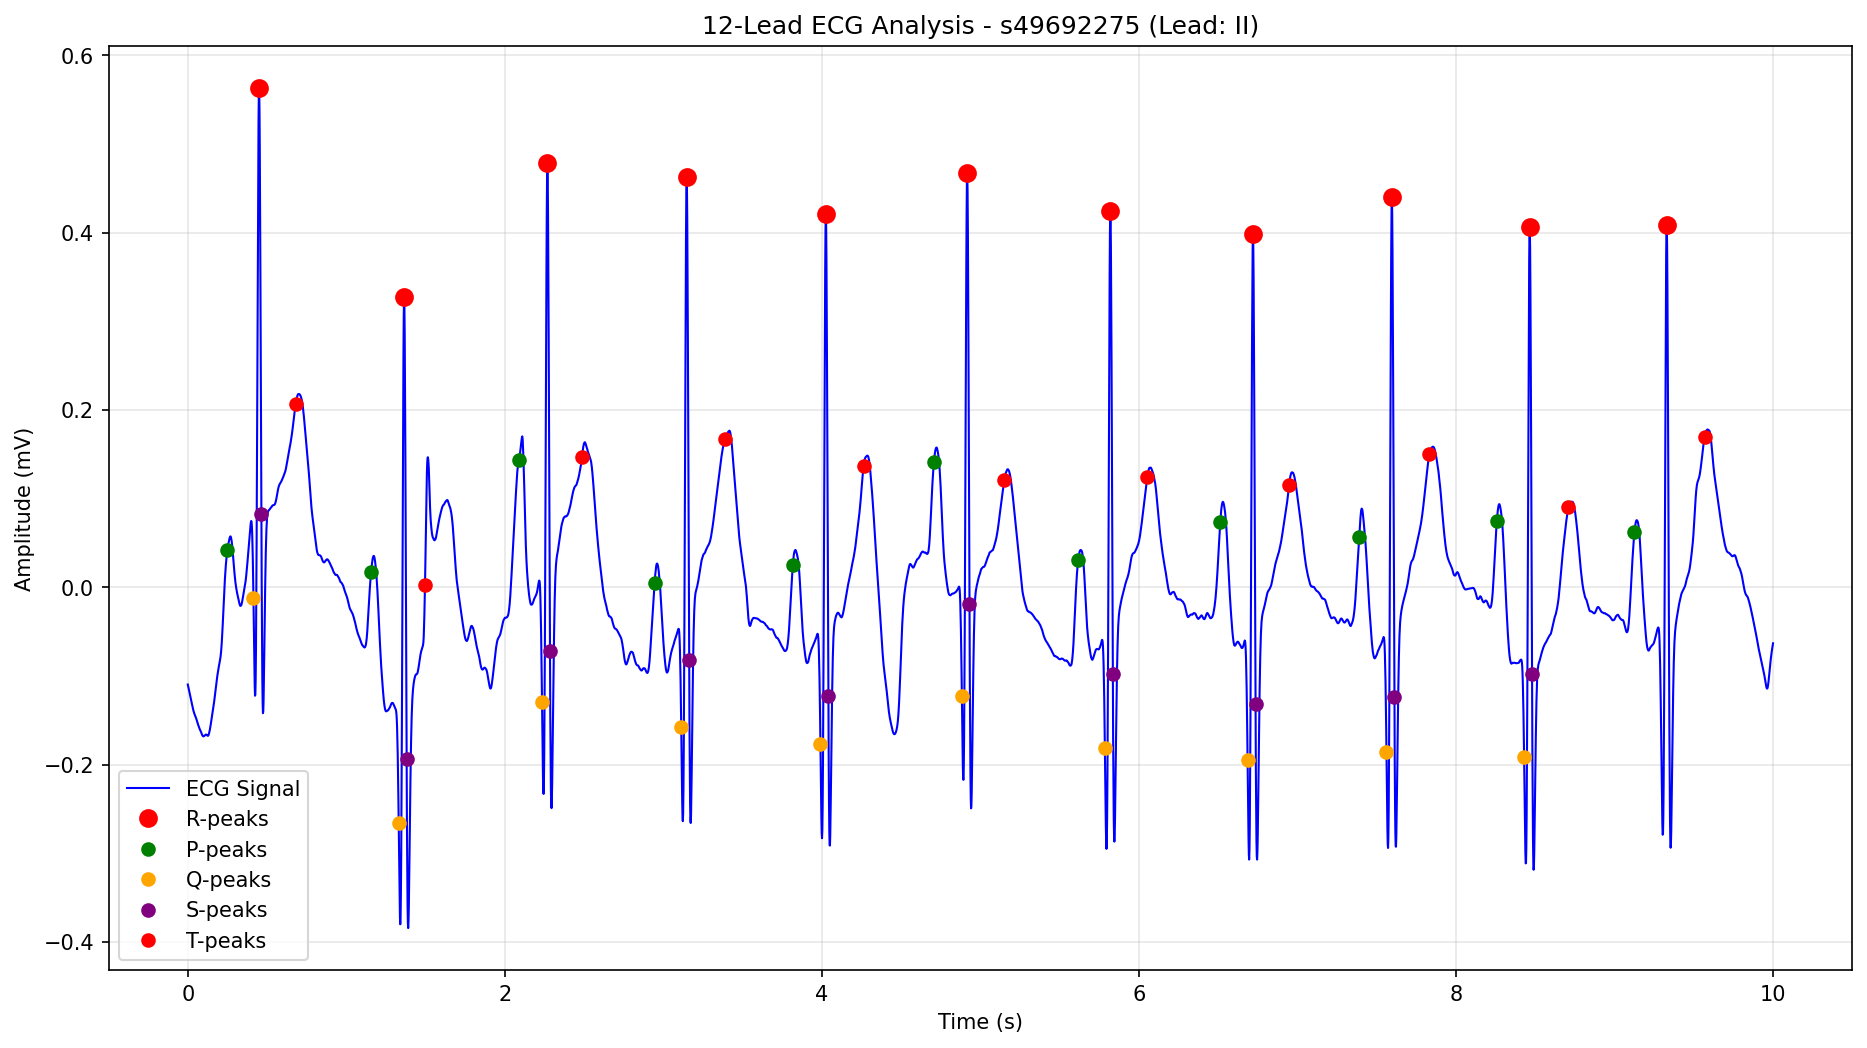 12-Lead ECG Analysis - s49692275 (Lead: II)
0.6
0.4
0.2
0.0
−0.2
−0.4
Amplitude (mV)
ECG Signal
R-peaks
P-peaks
Q-peaks
S-peaks
T-peaks
0 2 4 6 8 10
Time (s)